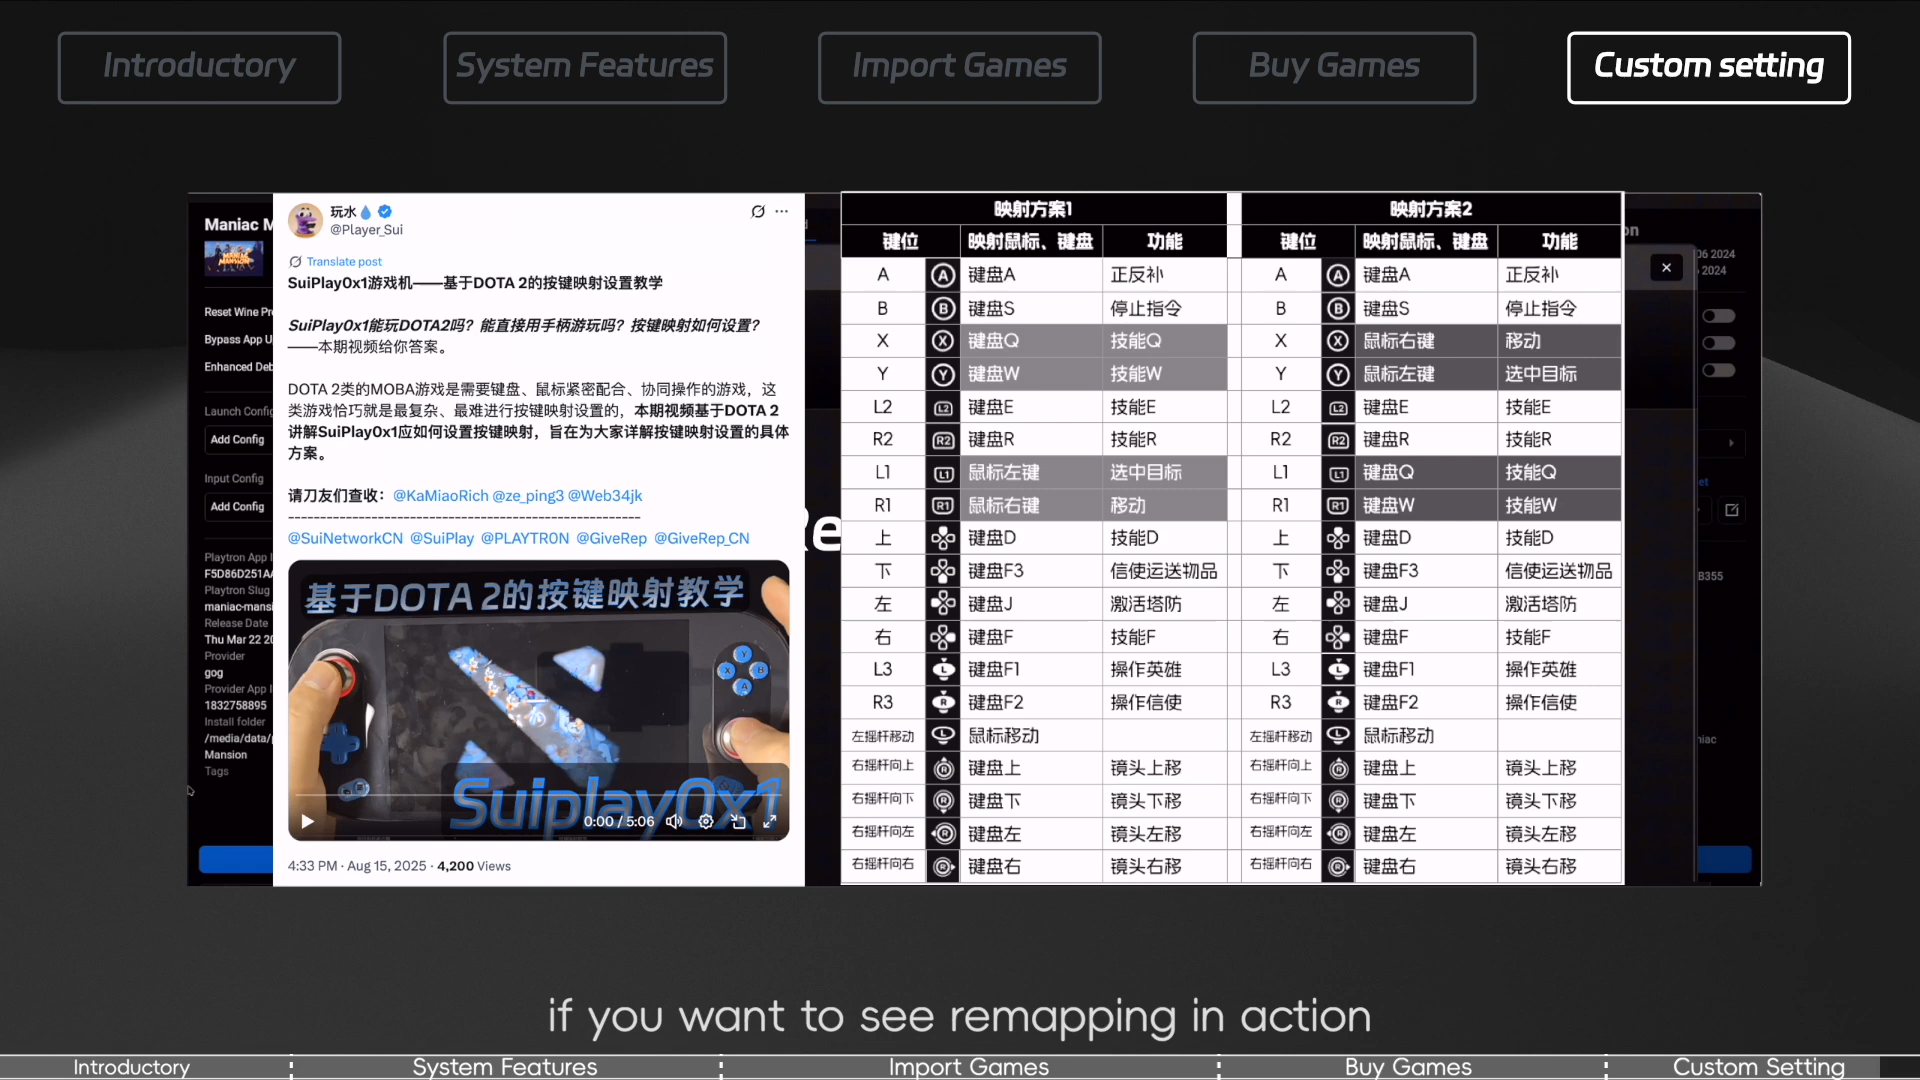 Introductory
System Features
Import Games
Buy Games
Custom setting
玩水💧
@Player_Sui
Translate post
SuiPlay0x1游戏机——基于DOTA 2的按键映射设置教学
SuiPlay0x1能玩DOTA2吗？能直接用手柄游玩吗？按键映射如何设置？
——本期视频给你答案。
DOTA 2类的MOBA游戏是需要键盘、鼠标紧密配合、协同操作的游戏，这
类游戏恰巧就是最复杂、最难进行按键映射设置的，本期视频基于DOTA 2
讲解SuiPlay0x1应如何设置按键映射，旨在为大家详解按键映射设置的具体
方案。
请刀友们查收：@KaMiaoRich @ze_ping3 @Web34jk
--------------------------------------------------------
@SuiNetworkCN @SuiPlay @PLAYTR0N @GiveRep @GiveRep_CN
基于DOTA 2的按键映射教学
Suiplay0x1
0:00 / 5:06
4:33 PM · Aug 15, 2025 · 4,200 Views
Maniac M
Reset Wine Pre
Bypass App U
Enhanced Deb
Launch Config
Add Config
Input Config
Add Config
Playtron App I
F5D86D251AA
Playtron Slug
maniac-mansi
Release Date
Thu Mar 22 20
Provider
gog
Provider App I
1832758895
Install folder
/media/data/p
Mansion
Tags
Re
映射方案1
键位 映射鼠标、键盘 功能
A A 键盘A 正反补
B B 键盘S 停止指令
X X 键盘Q 技能Q
Y Y 键盘W 技能W
L2 L2 键盘E 技能E
R2 R2 键盘R 技能R
L1 L1 鼠标左键 选中目标
R1 R1 鼠标右键 移动
上 键盘D 技能D
下 键盘F3 信使运送物品
左 键盘J 激活塔防
右 键盘F 技能F
L3 L 键盘F1 操作英雄
R3 R 键盘F2 操作信使
左摇杆移动 L 鼠标移动
右摇杆向上 R 键盘上 镜头上移
右摇杆向下 R 键盘下 镜头下移
右摇杆向左 R 键盘左 镜头左移
右摇杆向右 R 键盘右 镜头右移
映射方案2
键位 映射鼠标、键盘 功能
A A 键盘A 正反补
B B 键盘S 停止指令
X X 鼠标右键 移动
Y Y 鼠标左键 选中目标
L2 L2 键盘E 技能E
R2 R2 键盘R 技能R
L1 L1 键盘Q 技能Q
R1 R1 键盘W 技能W
上 键盘D 技能D
下 键盘F3 信使运送物品
左 键盘J 激活塔防
右 键盘F 技能F
L3 L 键盘F1 操作英雄
R3 R 键盘F2 操作信使
左摇杆移动 L 鼠标移动
右摇杆向上 R 键盘上 镜头上移
右摇杆向下 R 键盘下 镜头下移
右摇杆向左 R 键盘左 镜头左移
右摇杆向右 R 键盘右 镜头右移
on
06 2024
2024
et
B355
niac
if you want to see remapping in action
Introductory
System Features
Import Games
Buy Games
Custom Setting